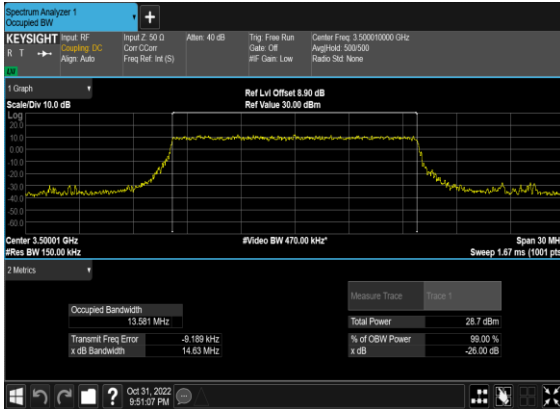 Spectrum Analyzer 1
Occupied BW
+
KEYSIGHT Input: RF Input Z: 50 Ω Atten: 40 dB Trig: Free Run Center Freq: 3.500010000 GHz
R T Coupling: DC Corr CCorr Gate: Off Avg|Hold: 500/500
Align: Auto Freq Ref: Int (S) #IF Gain: Low Radio Std: None
1 Graph
Ref Lvl Offset 8.90 dB
Scale/Div 10.0 dB Ref Value 30.00 dBm
Log
20.0
10.0
0.00
-10.0
-20.0
-30.0
-40.0
-50.0
-60.0
Center 3.50001 GHz #Video BW 470.00 kHz* Span 30 MH
#Res BW 150.00 kHz Sweep 1.67 ms (1001 pts
2 Metrics
Measure Trace Trace 1
Occupied Bandwidth
13.581 MHz Total Power 28.7 dBm
Transmit Freq Error -9.189 kHz % of OBW Power 99.00 %
x dB Bandwidth 14.63 MHz x dB -26.00 dB
? Oct 31, 2022
9:51:07 PM